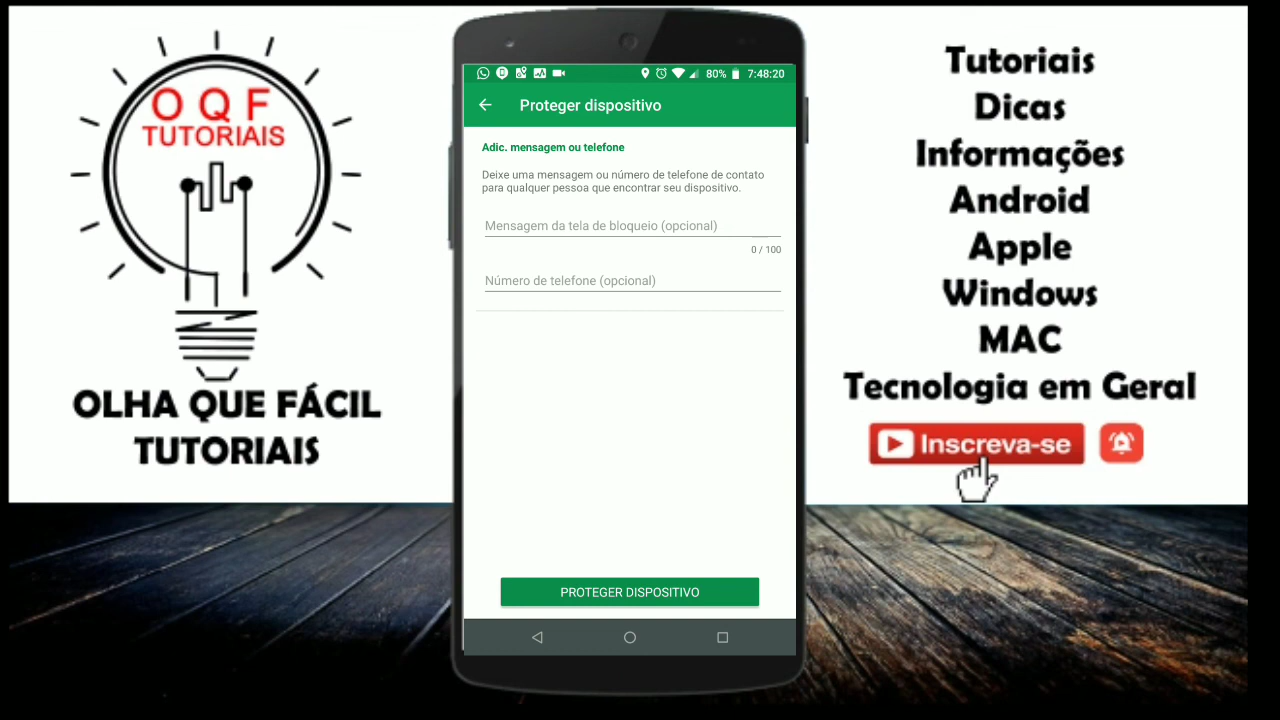 O Q F
TUTORIAIS
OLHA QUE FÁCIL
TUTORIAIS
80% 7:48:20
Proteger dispositivo
Adic. mensagem ou telefone
Deixe uma mensagem ou número de telefone de contato
para qualquer pessoa que encontrar seu dispositivo.
Mensagem da tela de bloqueio (opcional)
0 / 100
Número de telefone (opcional)
PROTEGER DISPOSITIVO
Tutoriais
Dicas
Informações
Android
Apple
Windows
MAC
Tecnologia em Geral
Inscreva-se